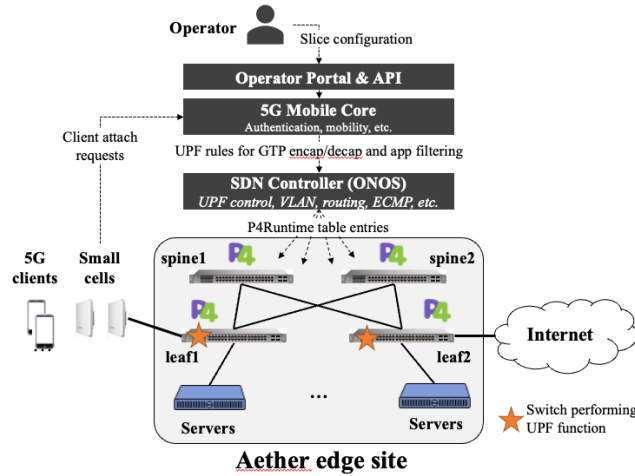 Operator
Slice configuration
Operator Portal & API
5G Mobile Core
Authentication, mobility, etc.
Client attach
requests
UPF rules for GTP encap/decap and app filtering
SDN Controller (ONOS)
UPF control, VLAN, routing, ECMP, etc.
P4Runtime table entries
P4
P4
spine1
spine2
5G
clients
Small
cells
P4
P4
leaf1
leaf2
Internet
...
Servers
Servers
Switch performing
UPF function
Aether edge site